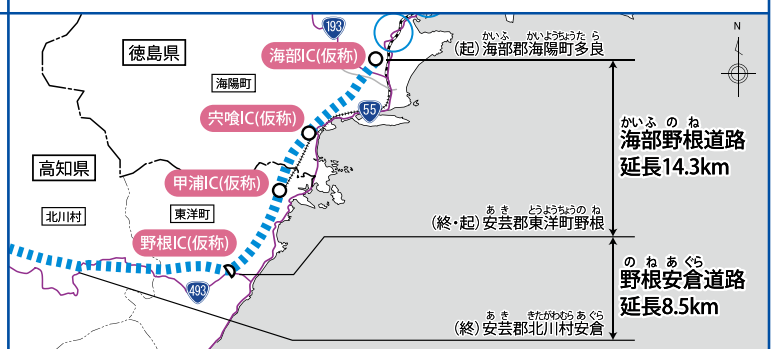 193
徳島県
海部IC(仮称)
かいふ かいようちょうたら
(起)海部郡海陽町多良
N
海陽町
宍喰IC(仮称)
55
かいふのね
海部野根道路
延長14.3km
高知県
甲浦IC(仮称)
北川村
東洋町
あき とうようちょうのね
(終・起)安芸郡東洋町野根
野根IC(仮称)
のねあぐら
野根安倉道路
延長8.5km
493
あき きたがわむらあぐら
(終)安芸郡北川村安倉